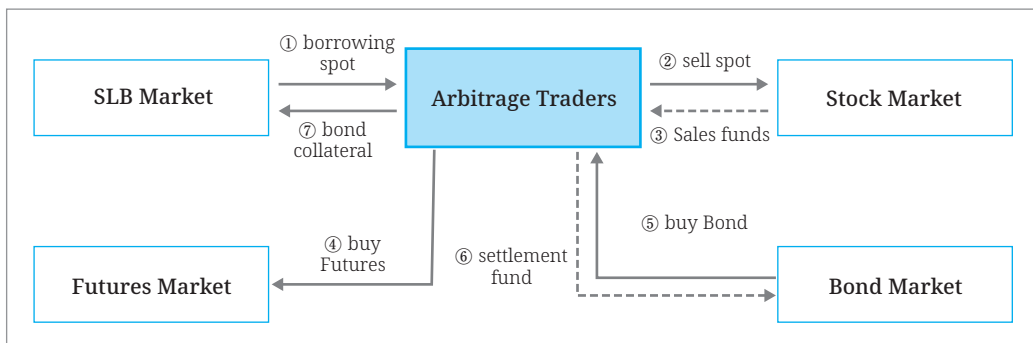 ① borrowing
spot
SLB Market
⑦ bond
collateral
Arbitrage Traders
② sell spot
③ Sales funds
Stock Market
④ buy
Futures
Futures Market
⑥ settlement
fund
⑤ buy Bond
Bond Market